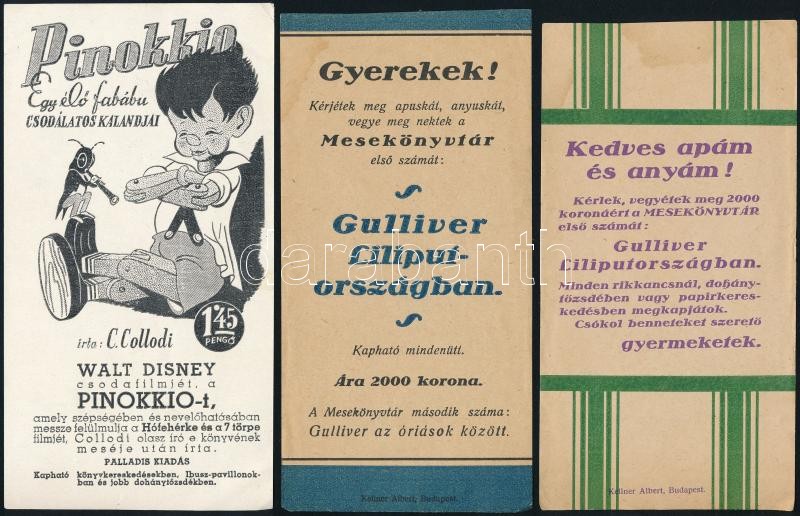 Pinokkio
Egy élő fabábu
CSODÁLATOS KALANDJAI
írta: C. Collodi
1'45
PENGŐ
WALT DISNEY
csodafilmjét, a
PINOKKIO-t,
amely szépségében és nevelőhatásában
messze felülmulja a Hófehérke és a 7 törpe
filmjét, Collodi olasz író e könyvének
meséje után írta.
PALLADIS KIADÁS
Kapható könyvkereskedésekben, Ibusz-pavillonok-
ban és jobb dohánytőzsdékben.
Gyerekek!
Kérjétek meg apuskát, anyuskát,
vegye meg nektek a
Mesekönyvtár
első számát:
Gulliver
Liliput-
országban.
Kapható mindenütt.
Ára 2000 korona.
A Mesekönyvtár második száma:
Gulliver az óriások között.
Kellner Albert, Budapest.
Kedves apám
és anyám!
Kérlek, vegyétek meg 2000
koronáért a MESEKÖNYVTÁR
első számát:
Gulliver
Liliputországban.
Minden rikkancsnál, dohány-
tőzsdében vagy papirkeres-
kedésben megkapjátok.
Csókol benneteket szerető
gyermeketek.
Kellner Albert, Budapest.
darabanth